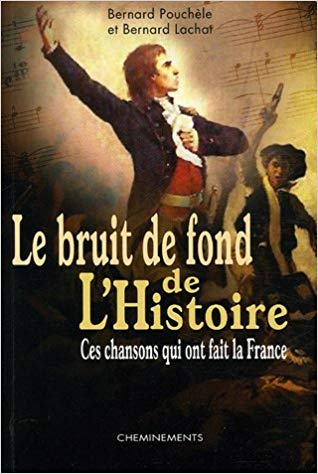 Bernard Pouchèle
et Bernard Lachat
Le bruit de fond
de
L'Histoire
Ces chansons qui ont fait la France
CHEMINEMENTS